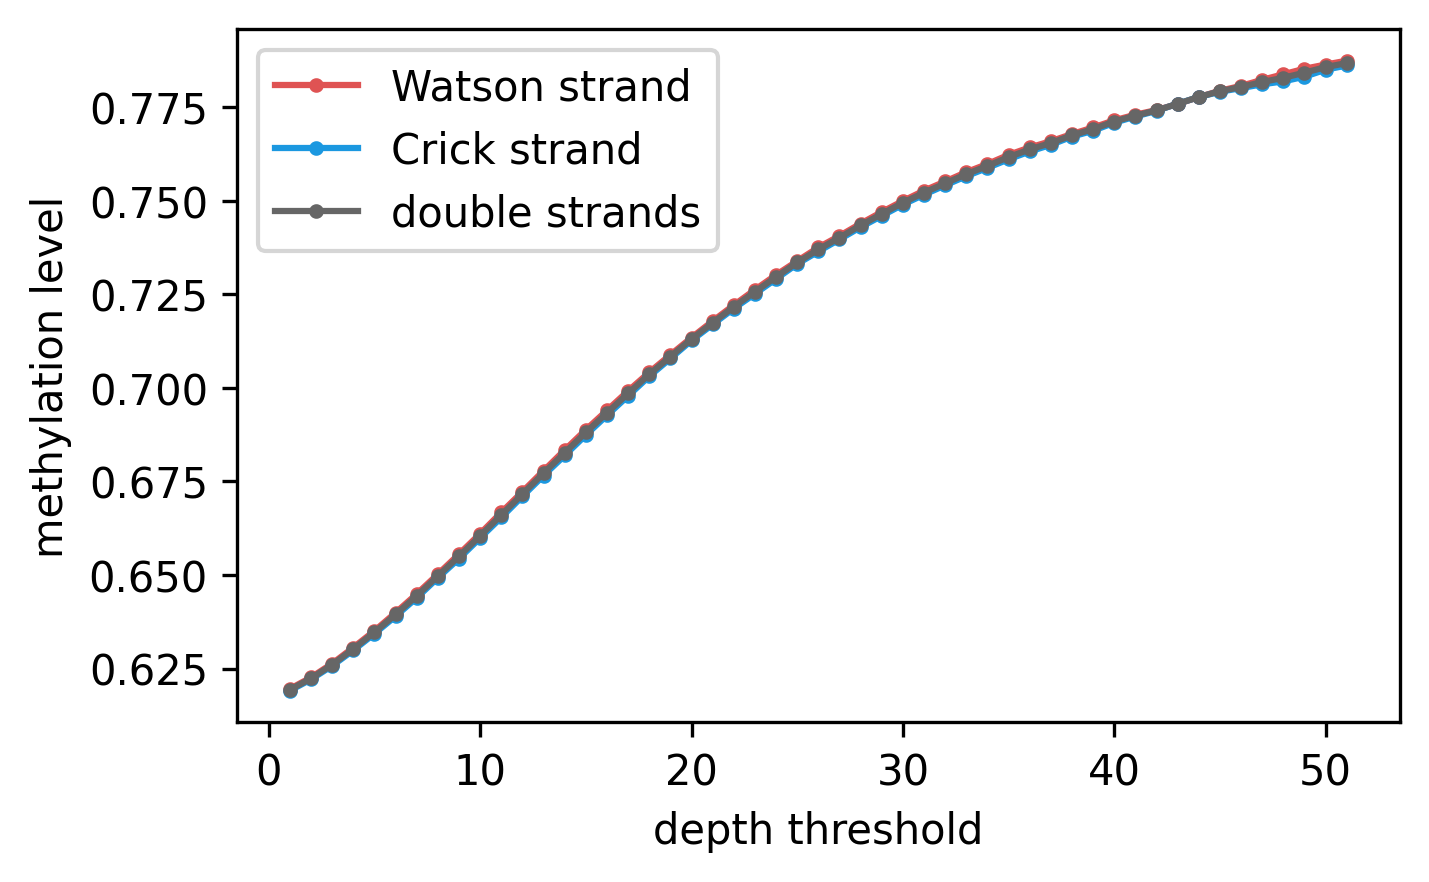 Watson strand
Crick strand
double strands
methylation level
0.775
0.750
0.725
0.700
0.675
0.650
0.625
0 10 20 30 40 50
depth threshold